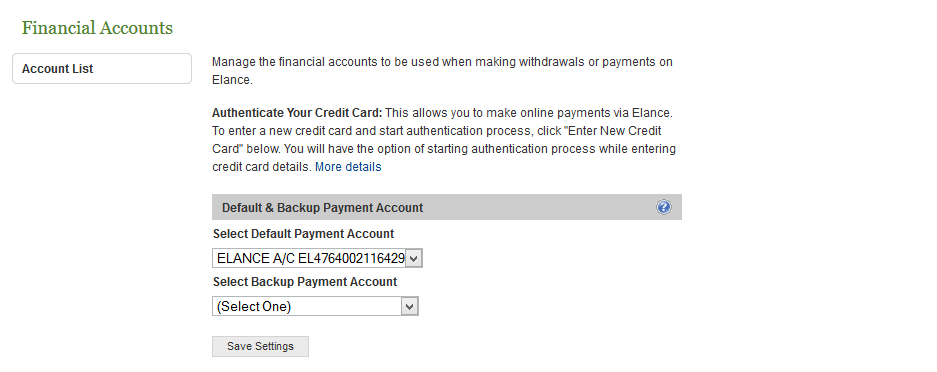 Financial Accounts
Account List
Manage the financial accounts to be used when making withdrawals or payments on
Elance.
Authenticate Your Credit Card: This allows you to make online payments via Elance.
To enter a new credit card and start authentication process, click "Enter New Credit
Card" below. You will have the option of starting authentication process while entering
credit card details. More details
Default & Backup Payment Account
?
Select Default Payment Account
ELANCE A/C EL4764002116429
Select Backup Payment Account
(Select One)
Save Settings